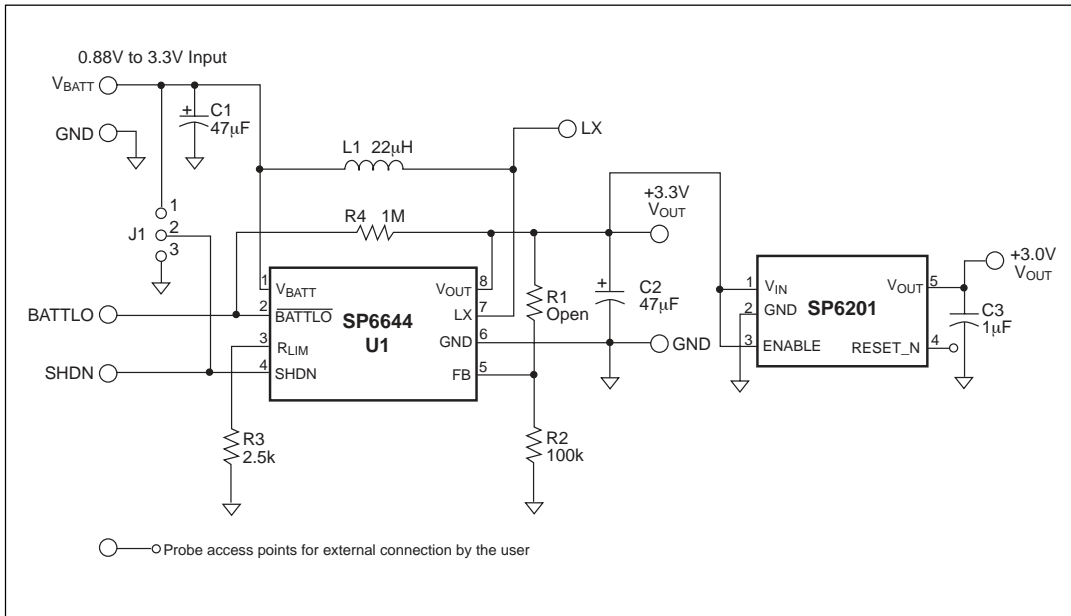 0.88V to 3.3V Input
VBATT
GND
C1
47µF
LX
L1 22µH
J1
1
2
3
R4 1M
+3.3V
VOUT
BATTLO
SHDN
1 VBATT
2 BATTLO
3 RLIM
4 SHDN
SP6644
U1
VOUT 8
LX 7
GND 6
FB 5
R1
Open
C2
47µF
GND
R3
2.5k
R2
100k
1 VIN
2 GND
3 ENABLE
SP6201
VOUT 5
RESET_N 4
+3.0V
VOUT
C3
1µF
Probe access points for external connection by the user